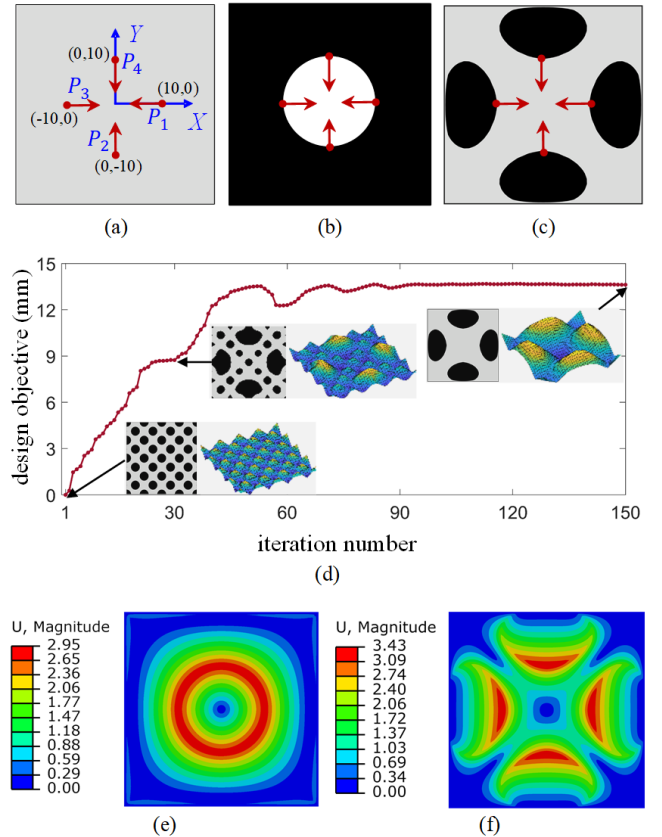 Y
(0,10)
P4
P3
(10,0)
(-10,0)
P1
X
P2
(0,-10)
(a)
(b)
(c)
design objective (mm)
15
12
9
6
3
0
1
30
60
90
120
150
iteration number
(d)
U, Magnitude
2.95
2.65
2.36
2.06
1.77
1.47
1.18
0.88
0.59
0.29
0.00
U, Magnitude
3.43
3.09
2.74
2.40
2.06
1.72
1.37
1.03
0.69
0.34
0.00
(e)
(f)